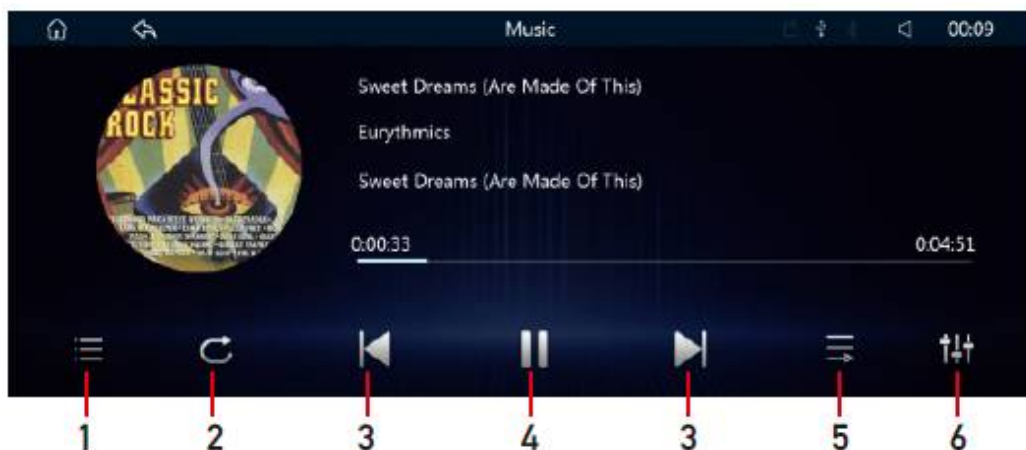 Music
00:09
CLASSIC
ROCK
Sweet Dreams (Are Made Of This)
Eurythmics
Sweet Dreams (Are Made Of This)
0:00:33
0:04:51
1 2 3 4 3 5 6